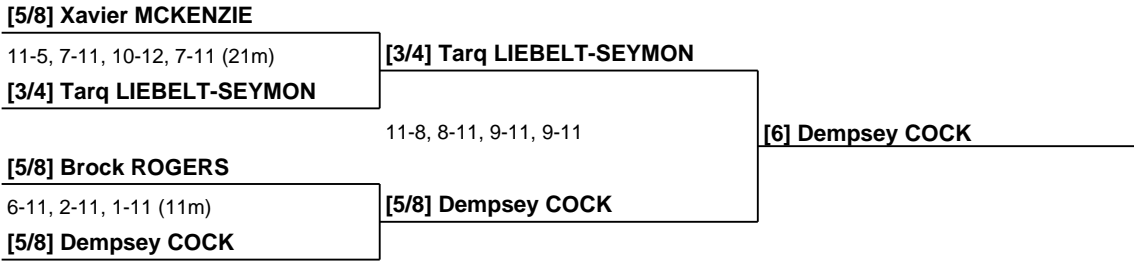 [5/8] Xavier MCKENZIE
11-5, 7-11, 10-12, 7-11 (21m)
[3/4] Tarq LIEBELT-SEYMON
[3/4] Tarq LIEBELT-SEYMON
11-8, 8-11, 9-11, 9-11
[6] Dempsey COCK
[5/8] Brock ROGERS
6-11, 2-11, 1-11 (11m)
[5/8] Dempsey COCK
[5/8] Dempsey COCK